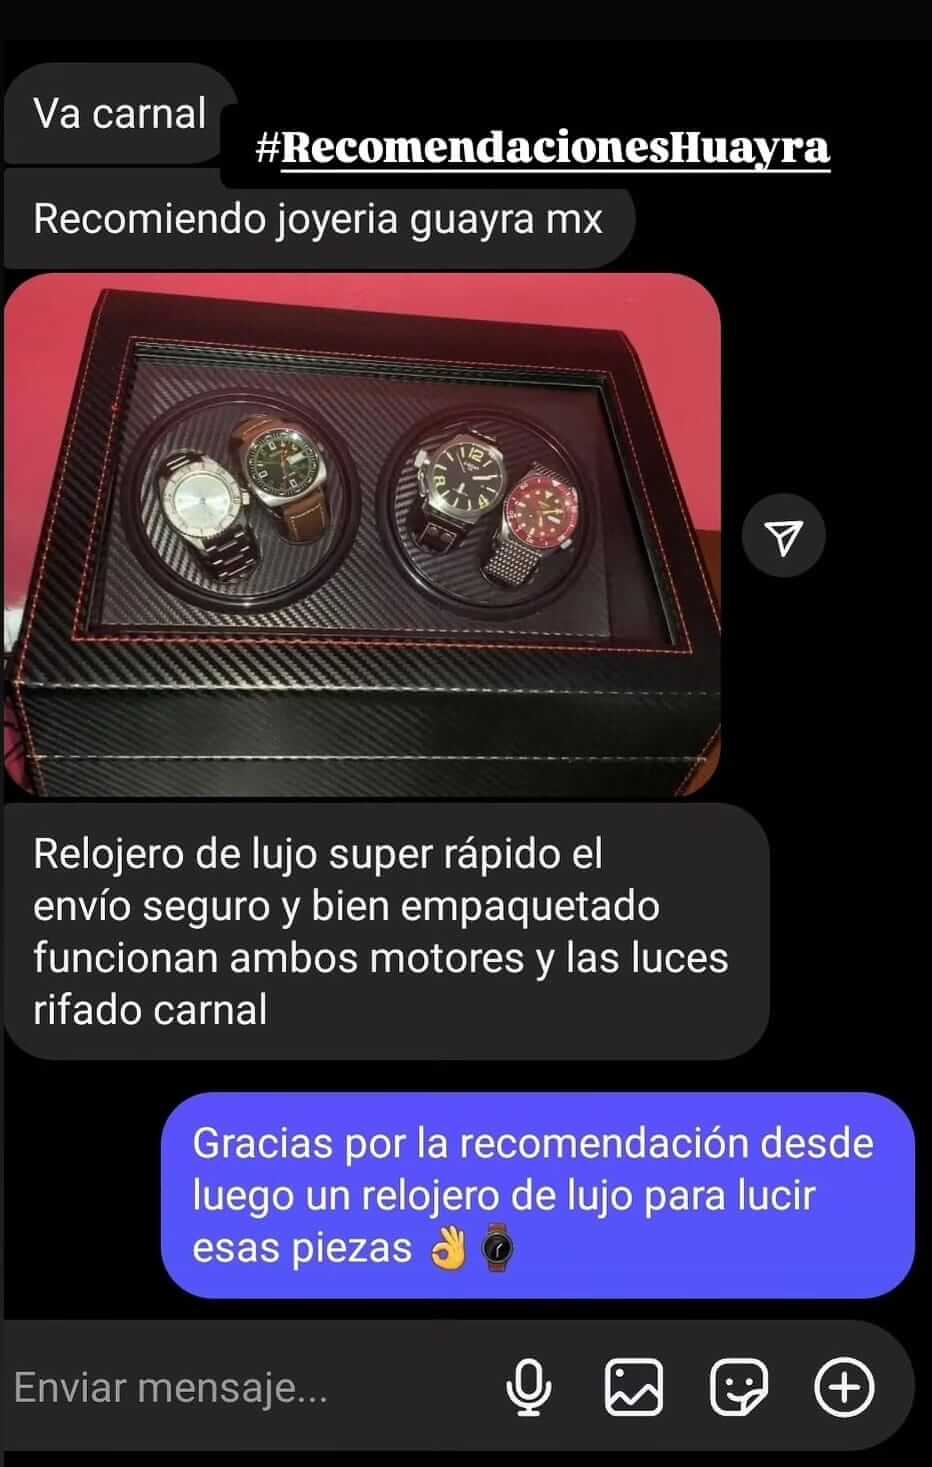 Va carnal
#RecomendacionesHuayra
Recomiendo joyeria guayra mx
12
Relojero de lujo super rápido el
envío seguro y bien empaquetado
funcionan ambos motores y las luces
rifado carnal
Gracias por la recomendación desde
luego un relojero de lujo para lucir
esas piezas 👌⌚
Enviar mensaje...